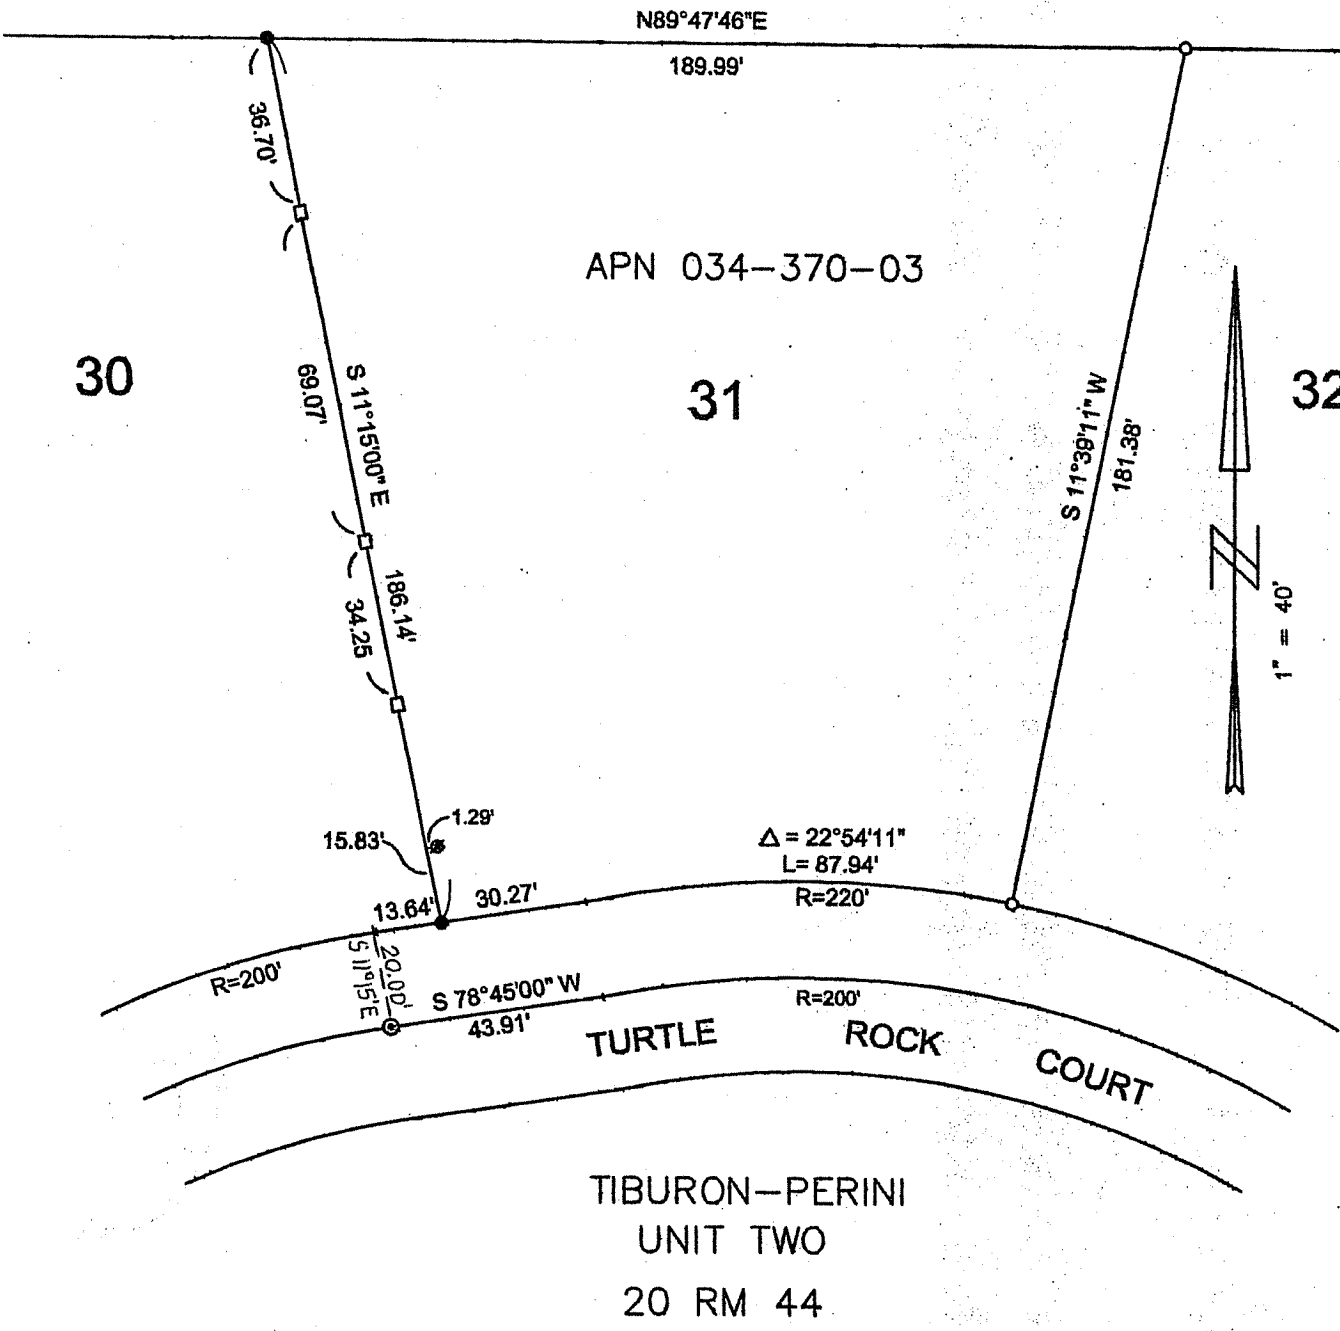 N89°47'46"E
189.99'
36.70'
APN 034-370-03
30
31
32
S 11°15'00" E
69.07'
S 11°39'11" W
181.38'
186.14'
34.25
1" = 40'
N
1.29'
15.83'
Δ = 22°54'11"
L= 87.94'
R=220'
13.64'
30.27'
R=200'
20.00'
S 11°15'E
S 78°45'00" W
43.91'
R=200'
TURTLE ROCK COURT
TIBURON-PERINI
UNIT TWO
20 RM 44